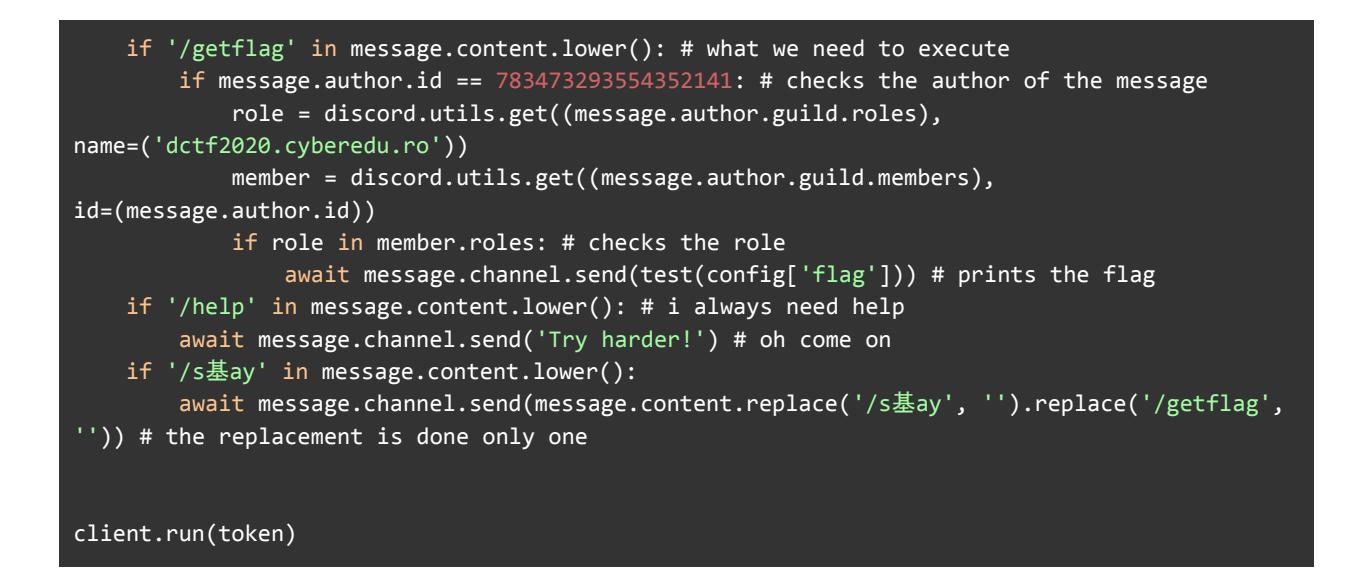 if '/getflag' in message.content.lower(): # what we need to execute
        if message.author.id == 783473293554352141: # checks the author of the message
            role = discord.utils.get((message.author.guild.roles),
name=('dctf2020.cyberedu.ro'))
            member = discord.utils.get((message.author.guild.members),
id=(message.author.id))
            if role in member.roles: # checks the role
                await message.channel.send(test(config['flag'])) # prints the flag
    if '/help' in message.content.lower(): # i always need help
        await message.channel.send('Try harder!') # oh come on
    if '/s基ay' in message.content.lower():
        await message.channel.send(message.content.replace('/s基ay', '').replace('/getflag',
'')) # the replacement is done only one
client.run(token)